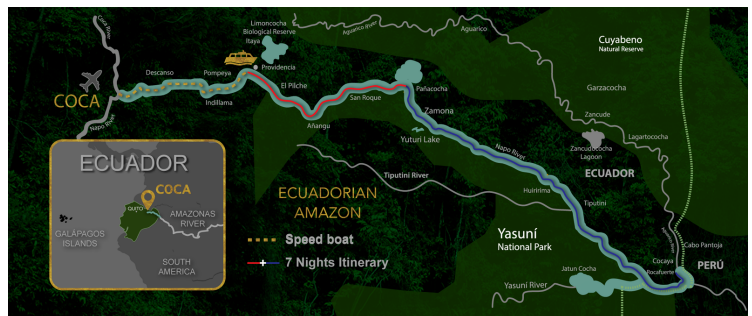 Coca River
Limoncocha
Biological Reserve
Itaya
Aguarico River
Aguarico
Cuyabeno
Natural Reserve
Descanso
Pompeya
Providencia
COCA
Indillama
El Pilche
San Roque
Pañacocha
Garzacocha
Napo River
Añangu
Zamona
Zancude
Yuturi Lake
Lagartococha
Napo River
Zancudococha
Lagoon
ECUADOR
ECUADOR
COCA
QUITO
AMAZONAS
RIVER
GALÁPAGOS
ISLANDS
SOUTH
AMERICA
Tiputini River
Huiririma
Tiputini
ECUADORIAN
AMAZON
Speed boat
7 Nights Itinerary
Yasuní
National Park
Cabo Pantoja
Cocaya
Rocafuerte
PERÚ
Jatun Cocha
Yasuni River